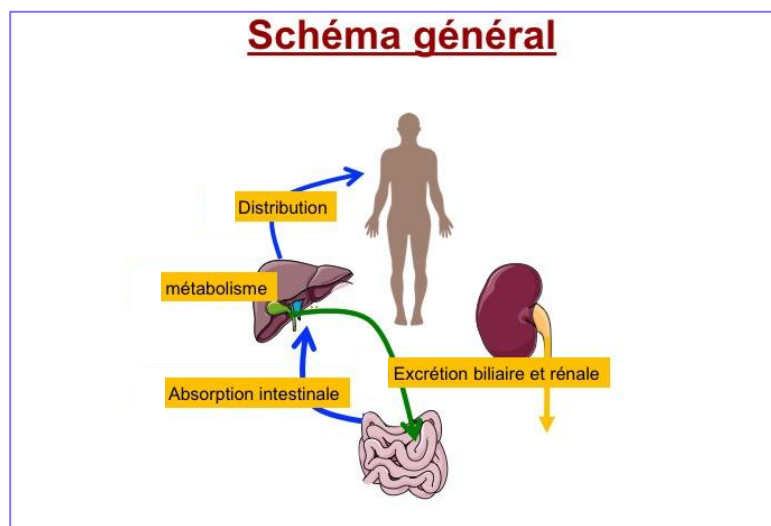 Schéma général
Distribution
métabolisme
Absorption intestinale
Excrétion biliaire et rénale